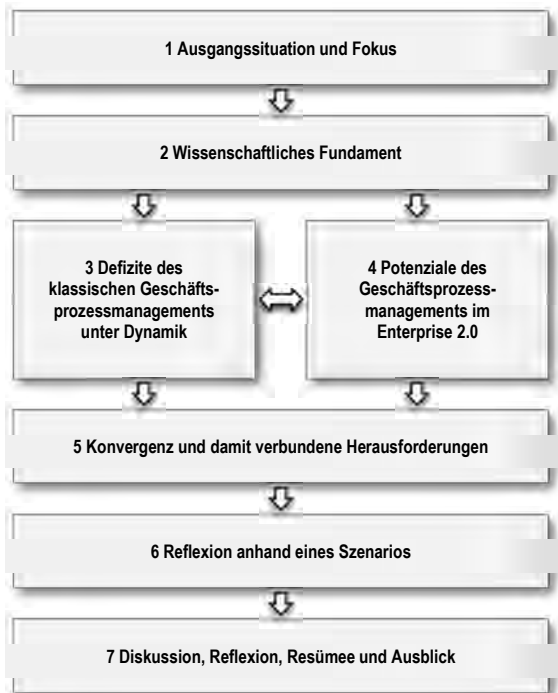 1 Ausgangssituation und Fokus
2 Wissenschaftliches Fundament
3 Defizite des
klassischen Geschäfts-
prozessmanagements
unter Dynamik
4 Potenziale des
Geschäftsprozess-
managements im
Enterprise 2.0
5 Konvergenz und damit verbundene Herausforderungen
6 Reflexion anhand eines Szenarios
7 Diskussion, Reflexion, Resümee und Ausblick